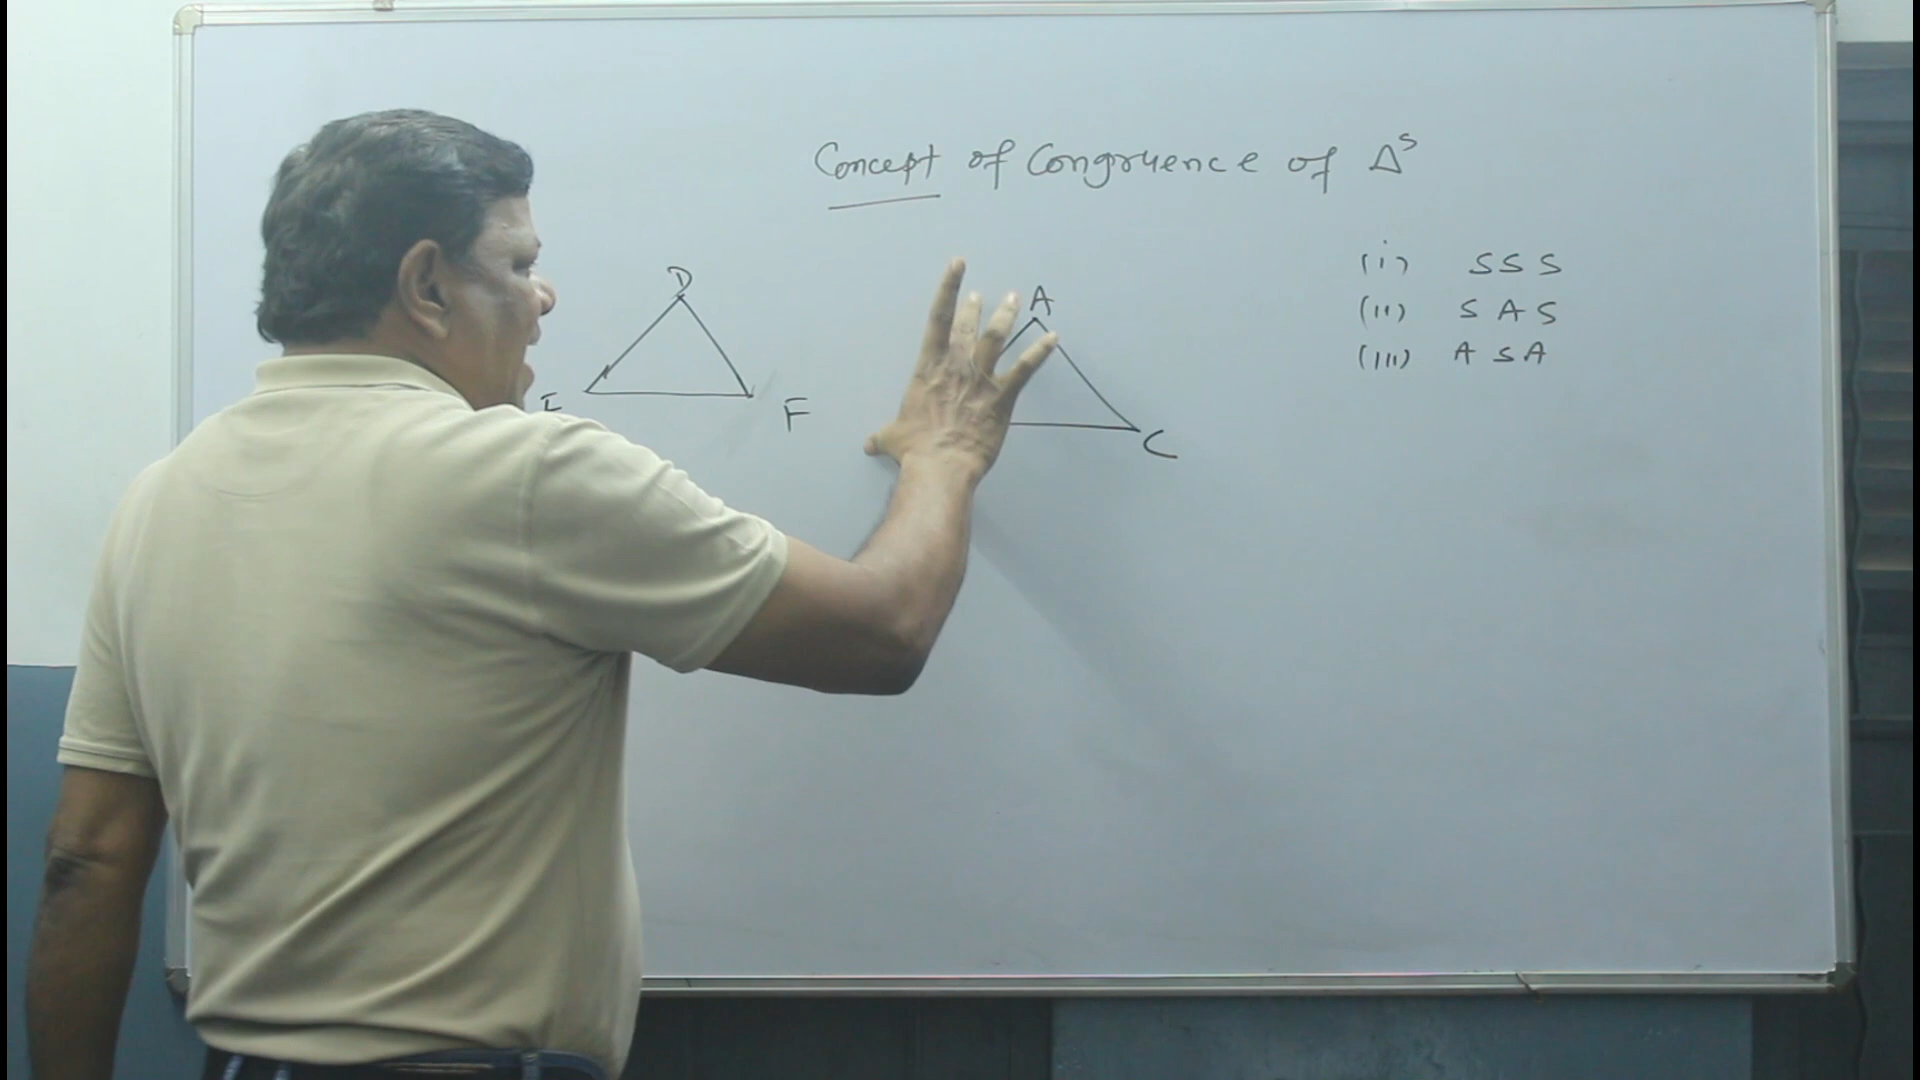 Concept of Congruence of Δˢ
D
E
F
A
C
(i) SSS
(ii) SAS
(iii) ASA